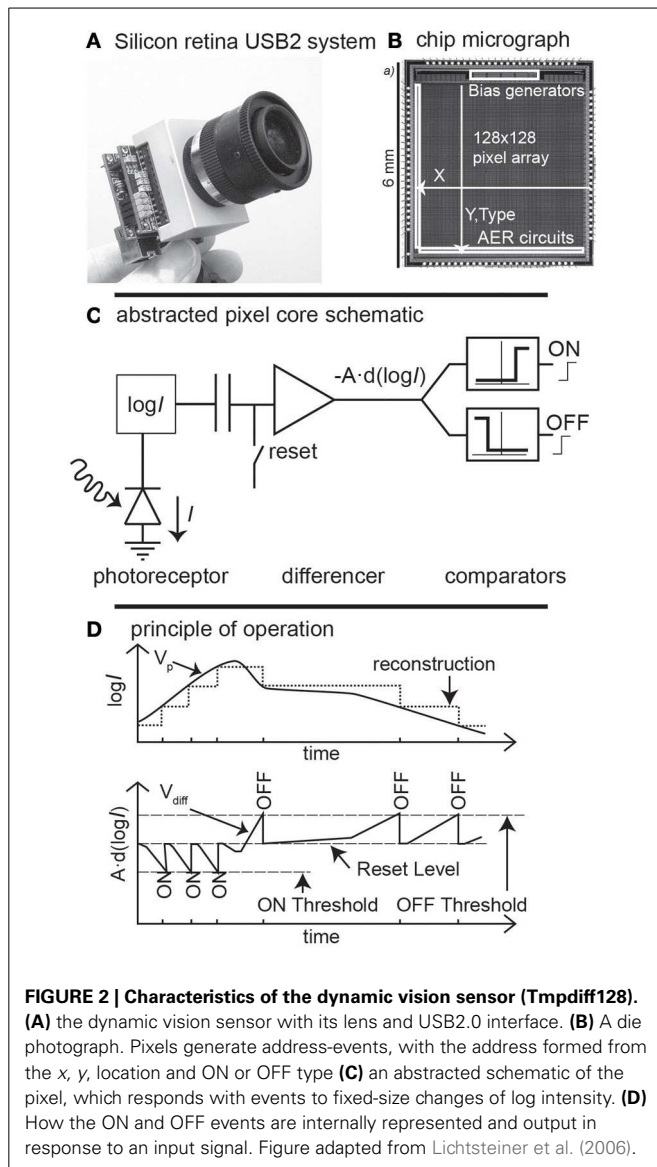 A Silicon retina USB2 system
B chip micrograph
a)
Bias generators
128x128
pixel array
6 mm
X
Y,Type
AER circuits
C abstracted pixel core schematic
logI
reset
-A·d(logI)
ON
OFF
I
photoreceptor differencer comparators
D principle of operation
Vp
reconstruction
logI
time
Vdiff
OFF
OFF
OFF
A·d(logI)
ON
ON
ON
Reset Level
ON Threshold OFF Threshold
time
FIGURE 2 | Characteristics of the dynamic vision sensor (Tmpdiff128).
(A) the dynamic vision sensor with its lens and USB2.0 interface. (B) A die
photograph. Pixels generate address-events, with the address formed from
the x, y, location and ON or OFF type (C) an abstracted schematic of the
pixel, which responds with events to fixed-size changes of log intensity. (D)
How the ON and OFF events are internally represented and output in
response to an input signal. Figure adapted from Lichtsteiner et al. (2006).